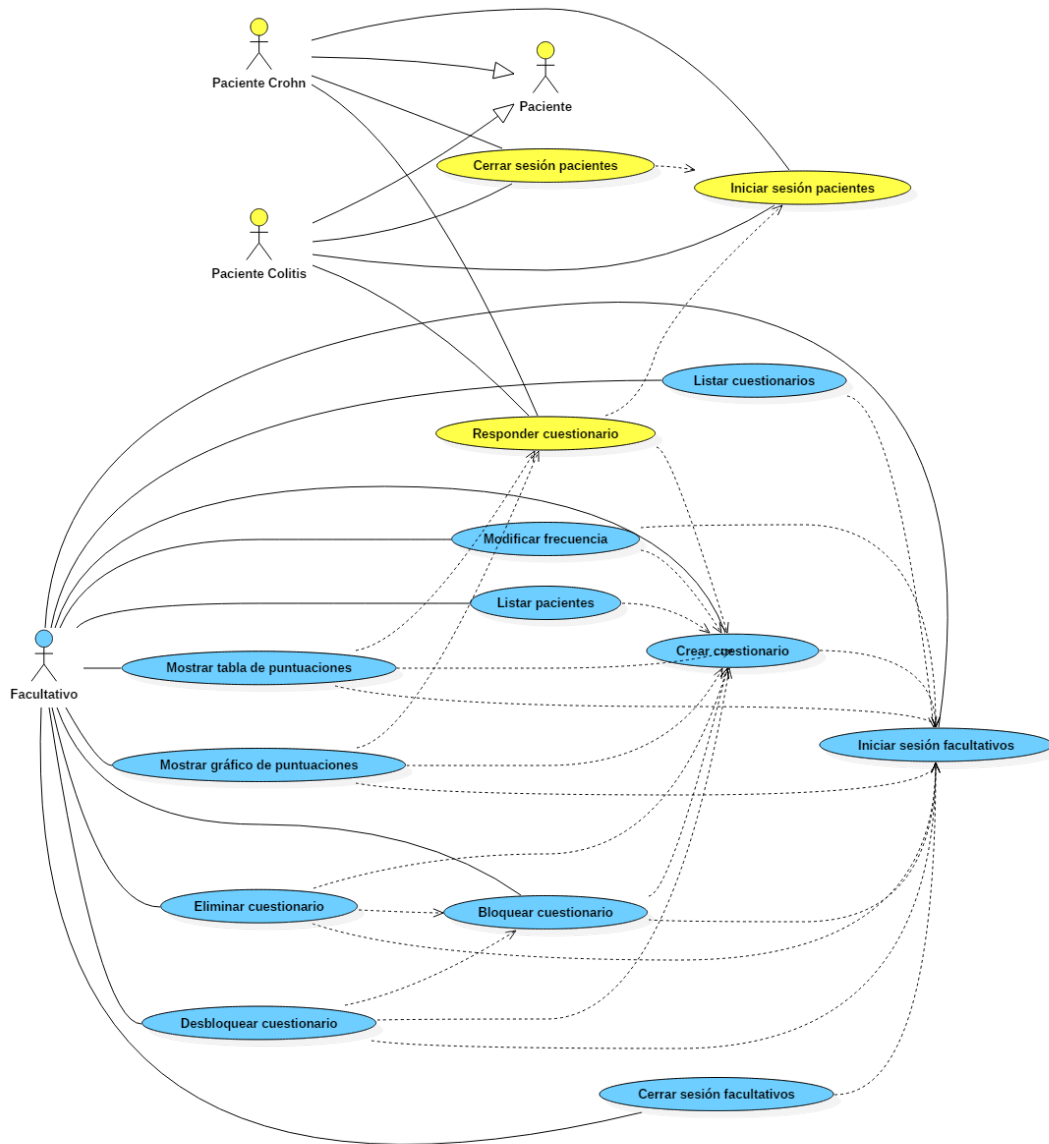 Paciente Crohn
Paciente
Cerrar sesión pacientes
Iniciar sesión pacientes
Paciente Colitis
Listar cuestionarios
Responder cuestionario
Modificar frecuencia
Listar pacientes
Crear cuestionario
Mostrar tabla de puntuaciones
Facultativo
Iniciar sesión facultativos
Mostrar gráfico de puntuaciones
Eliminar cuestionario
Bloquear cuestionario
Desbloquear cuestionario
Cerrar sesión facultativos